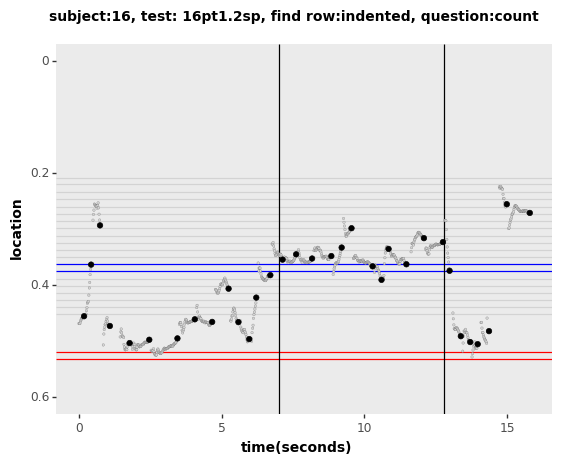 subject:16, test: 16pt1.2sp, find row:indented, question:count
0
0.2
0.4
0.6
location
0
5
10
15
time(seconds)